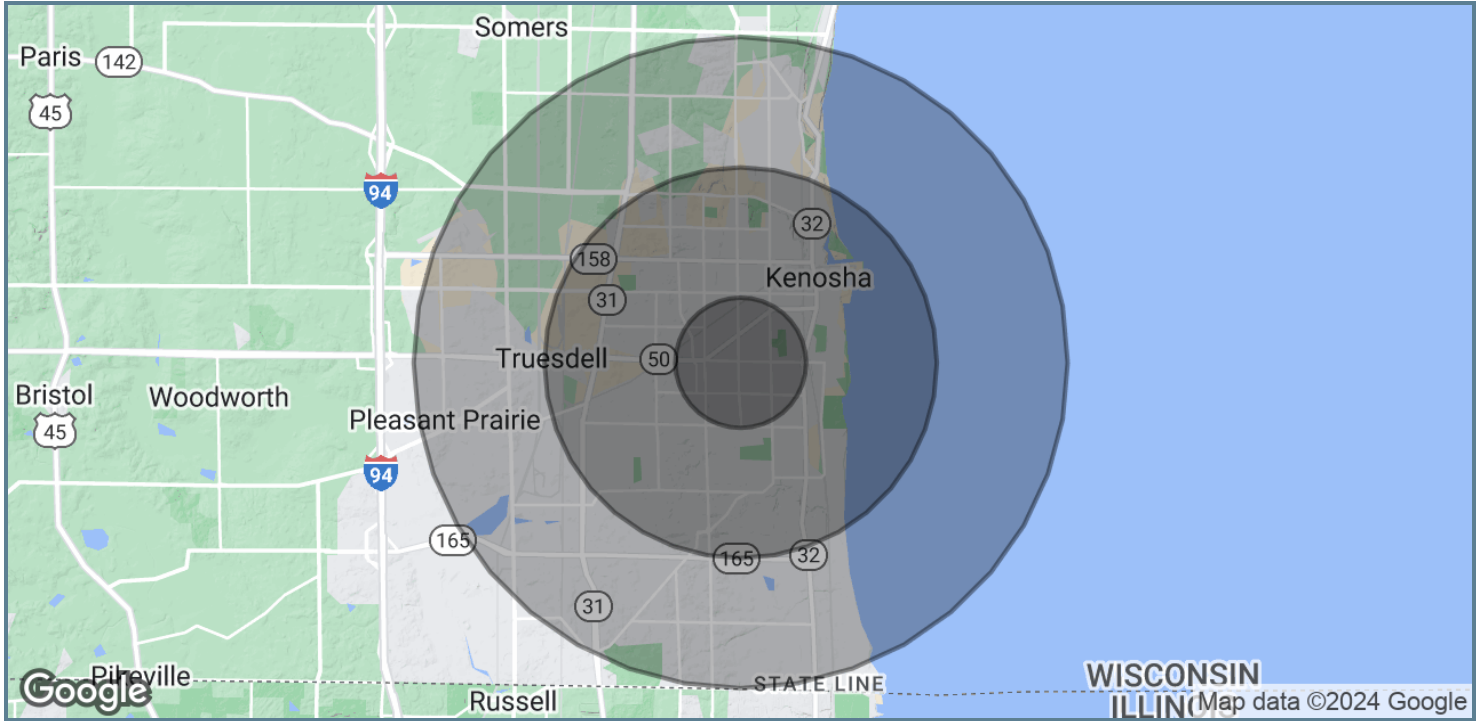 Somers
Paris
142
45
94
32
158
Kenosha
31
Truesdell
50
Bristol
Woodworth
45
Pleasant Prairie
94
165
165
32
31
Pikeville
STATE LINE
WISCONSIN
Google
Russell
ILLINOIS
Map data ©2024 Google